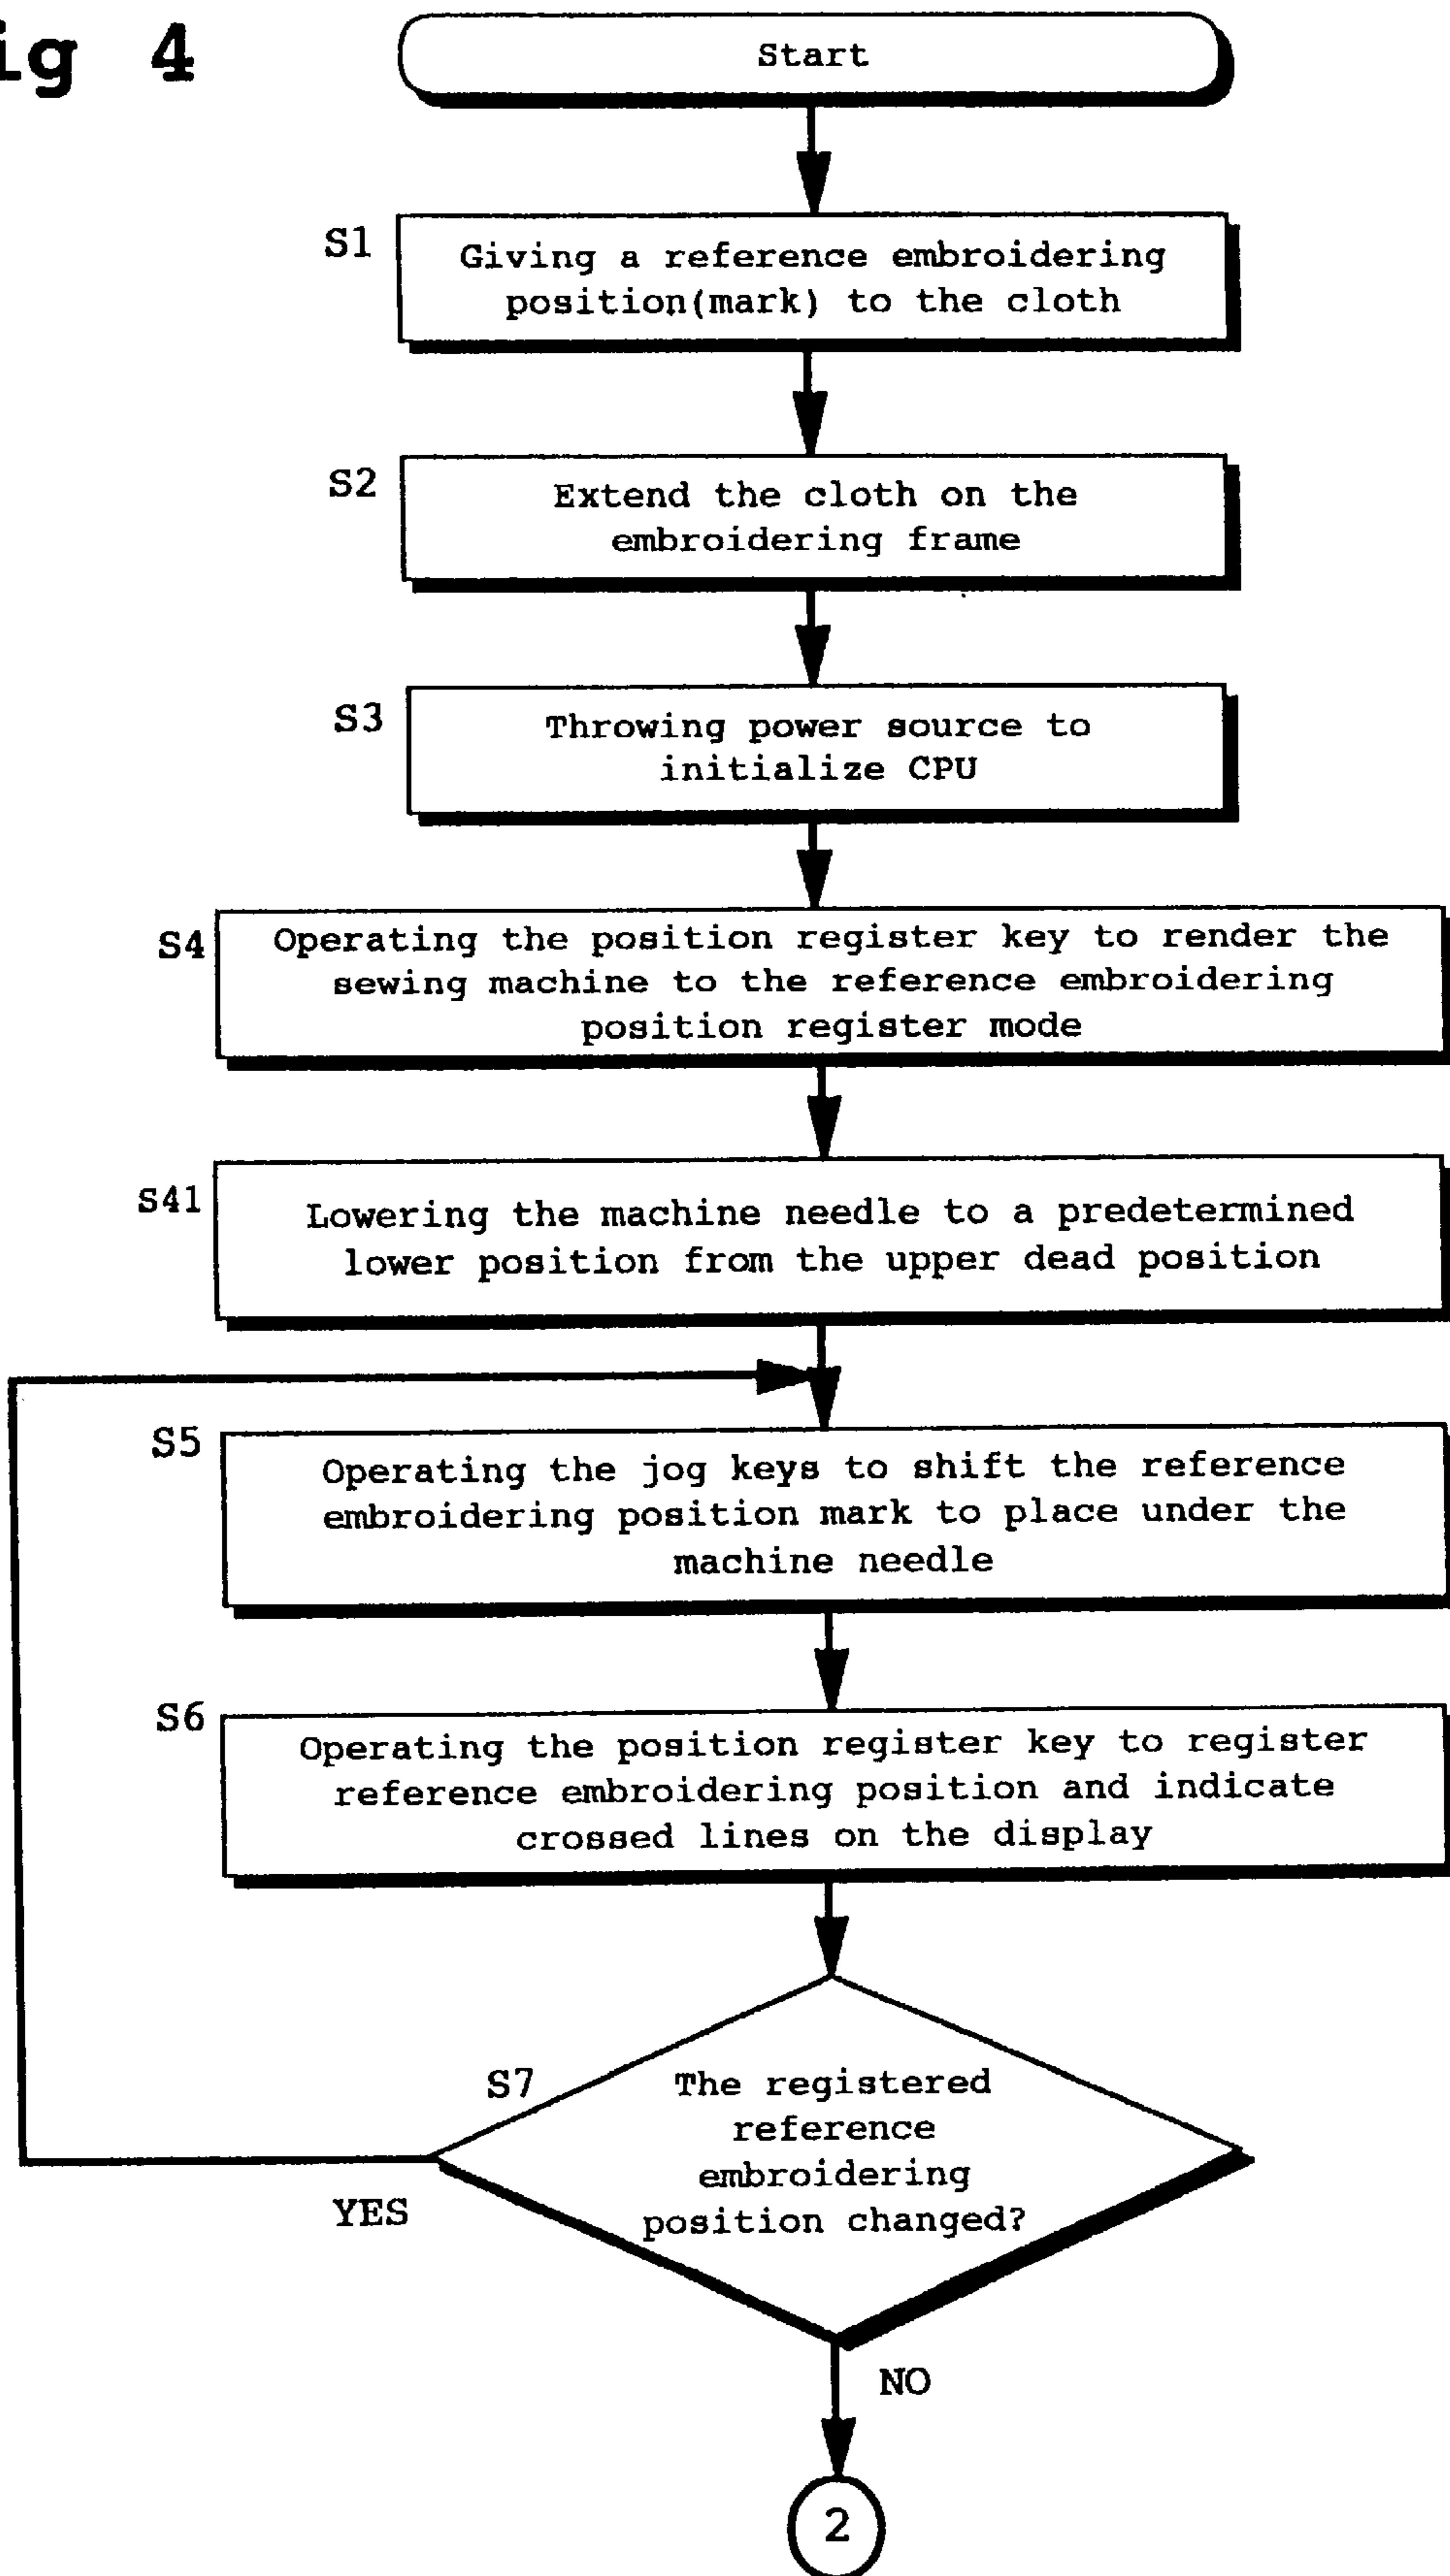 ig 4
Start
S1
Giving a reference embroidering
position(mark) to the cloth
S2
Extend the cloth on the
embroidering frame
S3
Throwing power source to
initialize CPU
S4
Operating the position register key to render the
sewing machine to the reference embroidering
position register mode
S41
Lowering the machine needle to a predetermined
lower position from the upper dead position
S5
Operating the jog keys to shift the reference
embroidering position mark to place under the
machine needle
S6
Operating the position register key to register
reference embroidering position and indicate
crossed lines on the display
S7
The registered
reference
embroidering
position changed?
YES
NO
2